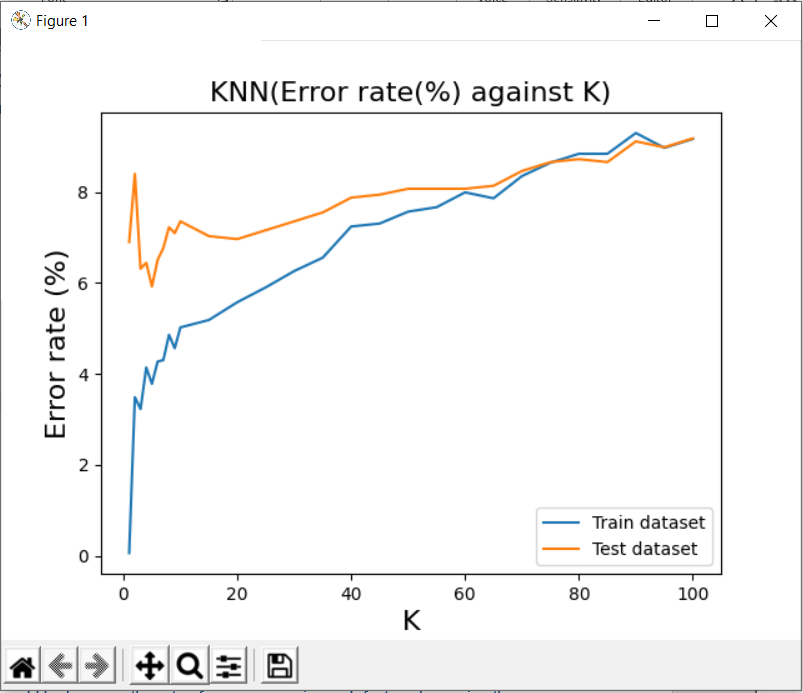 Figure 1
KNN(Error rate(%) against K)
Error rate (%)
8
6
4
2
0
Train dataset
Test dataset
0 20 40 60 80 100
K